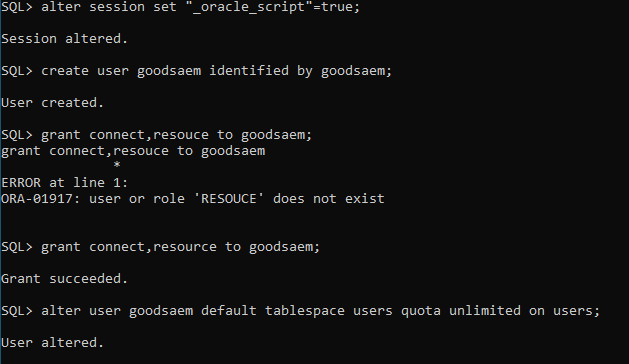 SQL> alter session set "_oracle_script"=true;
Session altered.
SQL> create user goodsaem identified by goodsaem;
User created.
SQL> grant connect,resouce to goodsaem;
grant connect,resouce to goodsaem
*
ERROR at line 1:
ORA-01917: user or role 'RESOUCE' does not exist
SQL> grant connect,resource to goodsaem;
Grant succeeded.
SQL> alter user goodsaem default tablespace users quota unlimited on users;
User altered.